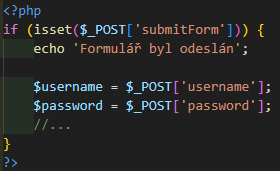 <?php
if (isset($_POST['submitForm'])) {
    echo 'Formulář byl odeslán';

    $username = $_POST['username'];
    $password = $_POST['password'];
    //...
}
?>